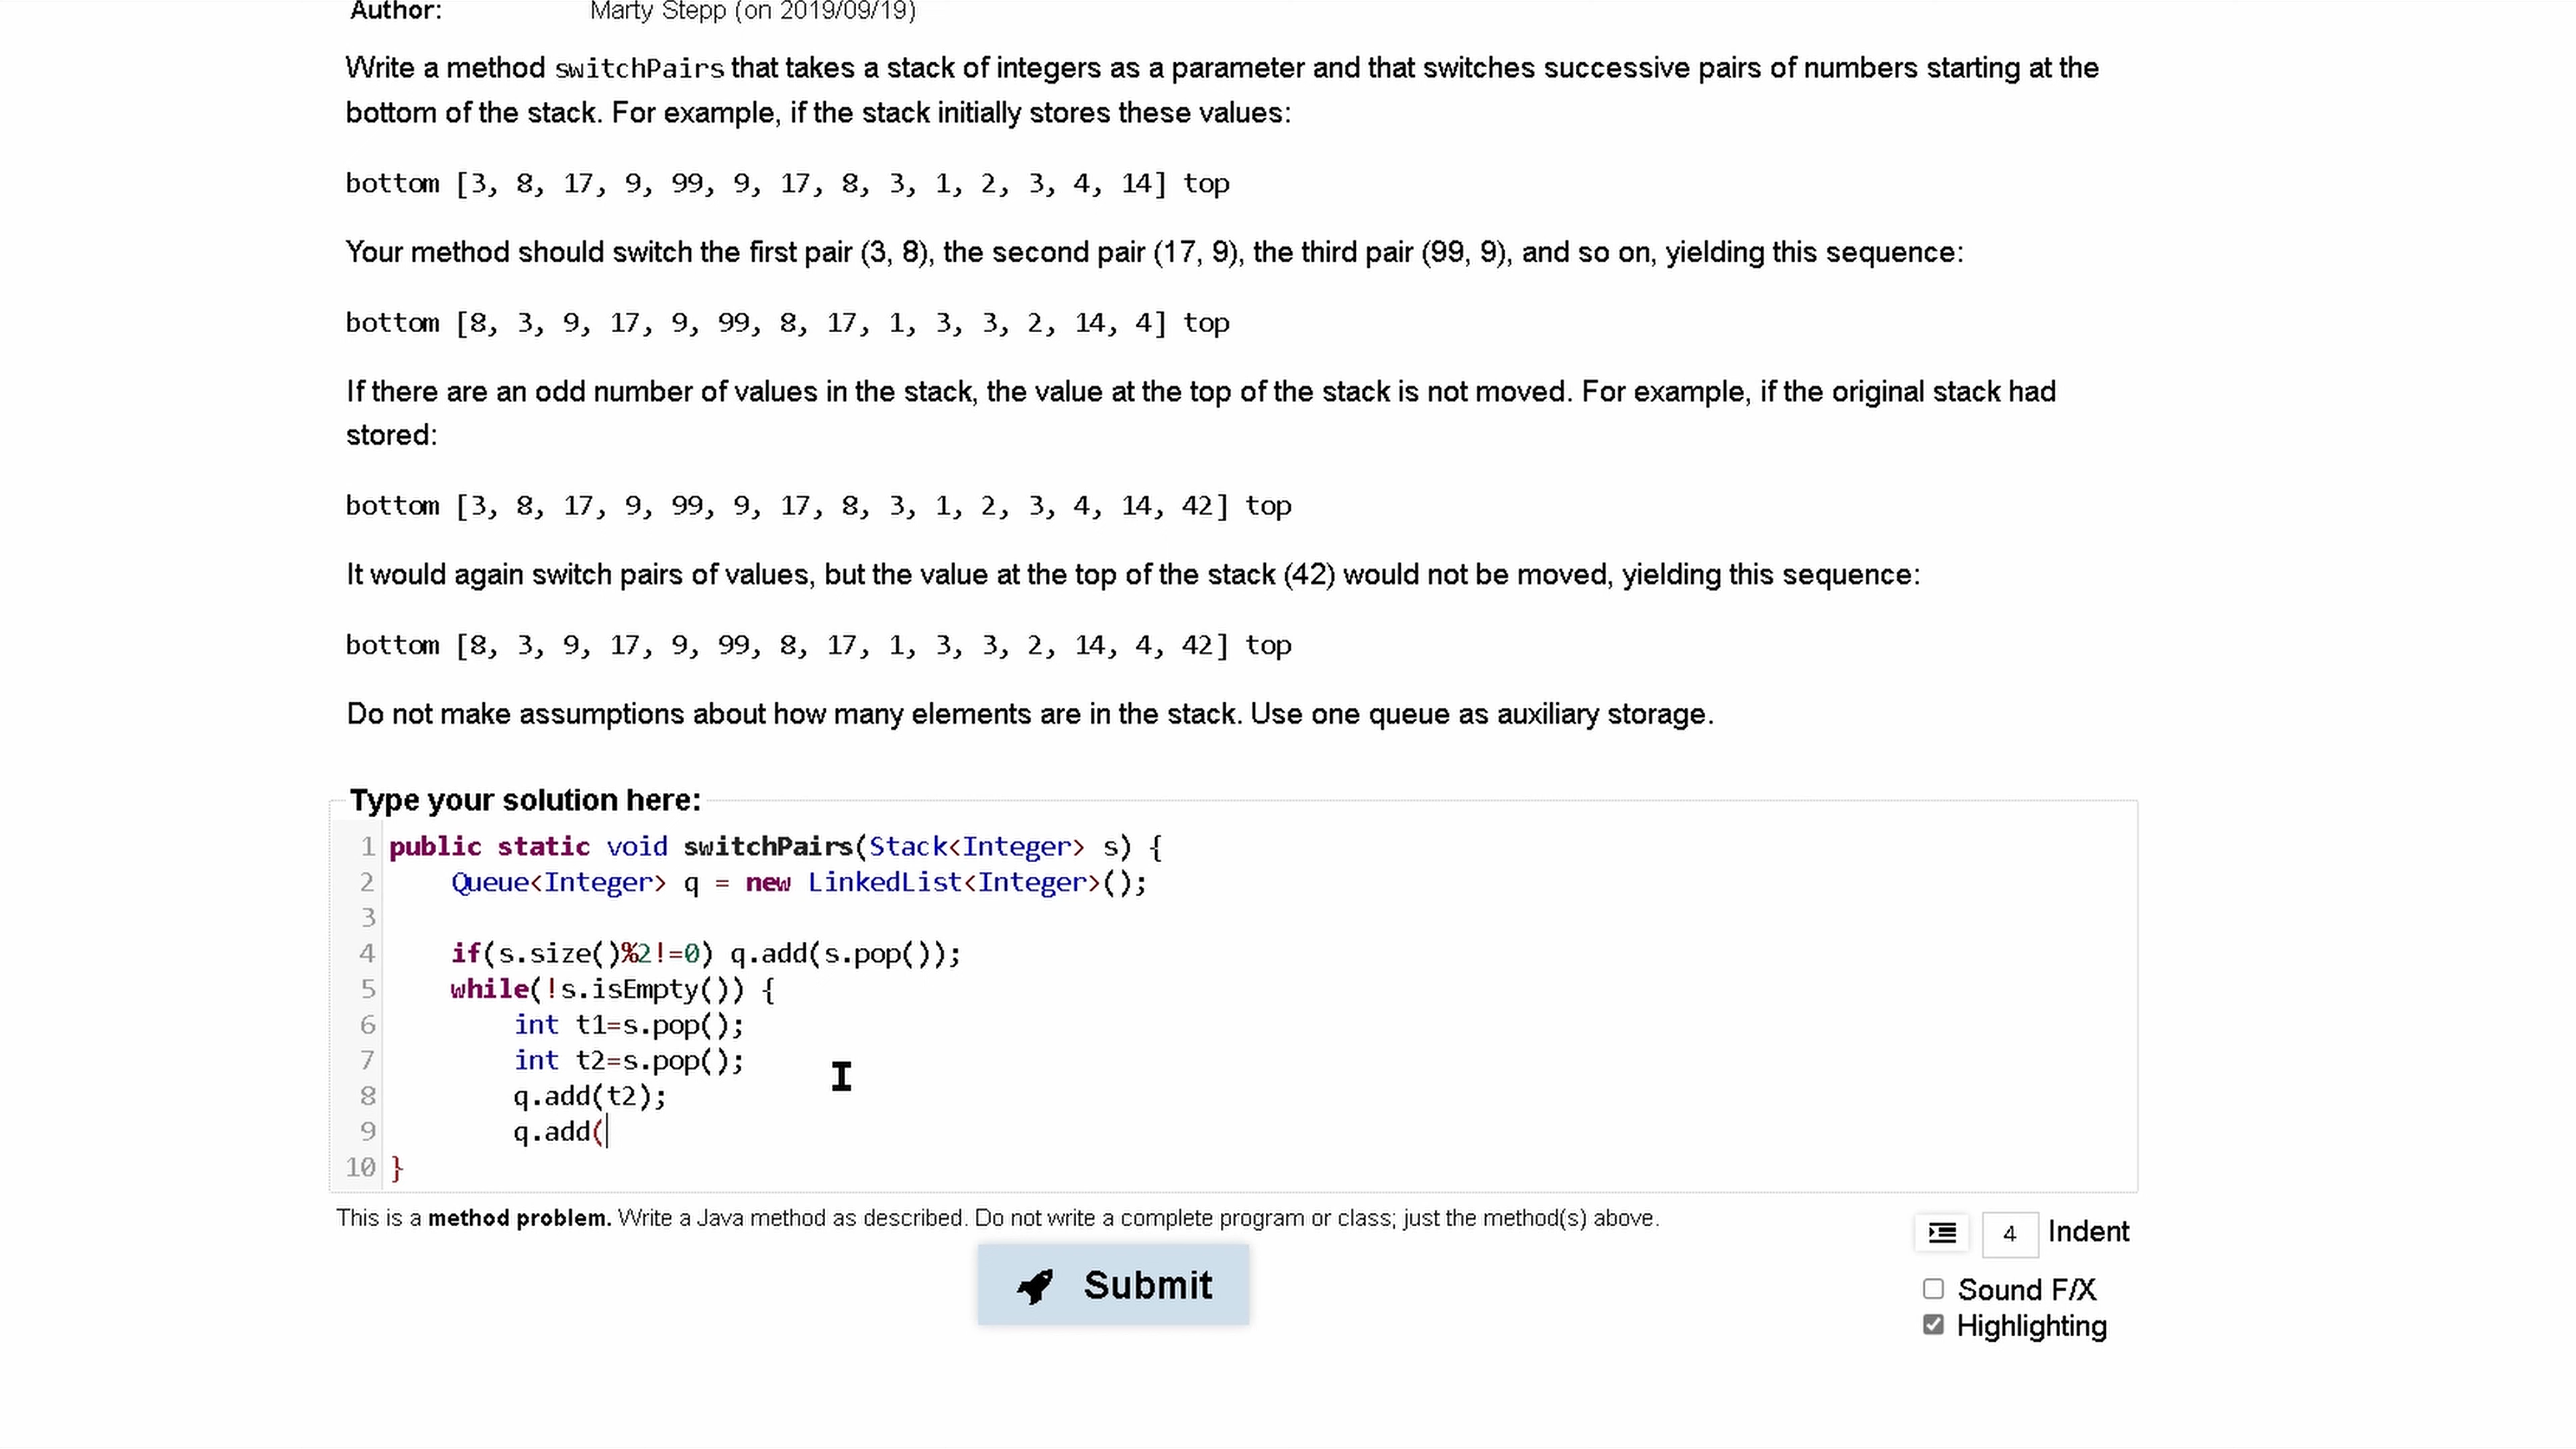 Author: Marty Stepp (on 2019/09/19)
Write a method switchPairs that takes a stack of integers as a parameter and that switches successive pairs of numbers starting at the
bottom of the stack. For example, if the stack initially stores these values:
bottom [3, 8, 17, 9, 99, 9, 17, 8, 3, 1, 2, 3, 4, 14] top
Your method should switch the first pair (3, 8), the second pair (17, 9), the third pair (99, 9), and so on, yielding this sequence:
bottom [8, 3, 9, 17, 9, 99, 8, 17, 1, 3, 3, 2, 14, 4] top
If there are an odd number of values in the stack, the value at the top of the stack is not moved. For example, if the original stack had
stored:
bottom [3, 8, 17, 9, 99, 9, 17, 8, 3, 1, 2, 3, 4, 14, 42] top
It would again switch pairs of values, but the value at the top of the stack (42) would not be moved, yielding this sequence:
bottom [8, 3, 9, 17, 9, 99, 8, 17, 1, 3, 3, 2, 14, 4, 42] top
Do not make assumptions about how many elements are in the stack. Use one queue as auxiliary storage.
Type your solution here:
1 public static void switchPairs(Stack<Integer> s) {
2     Queue<Integer> q = new LinkedList<Integer>();
3
4     if(s.size()%2!=0) q.add(s.pop());
5     while(!s.isEmpty()) {
6         int t1=s.pop();
7         int t2=s.pop();
8         q.add(t2);
9         q.add(
10 }
This is a method problem. Write a Java method as described. Do not write a complete program or class; just the method(s) above.
4 Indent
Submit
Sound F/X
Highlighting